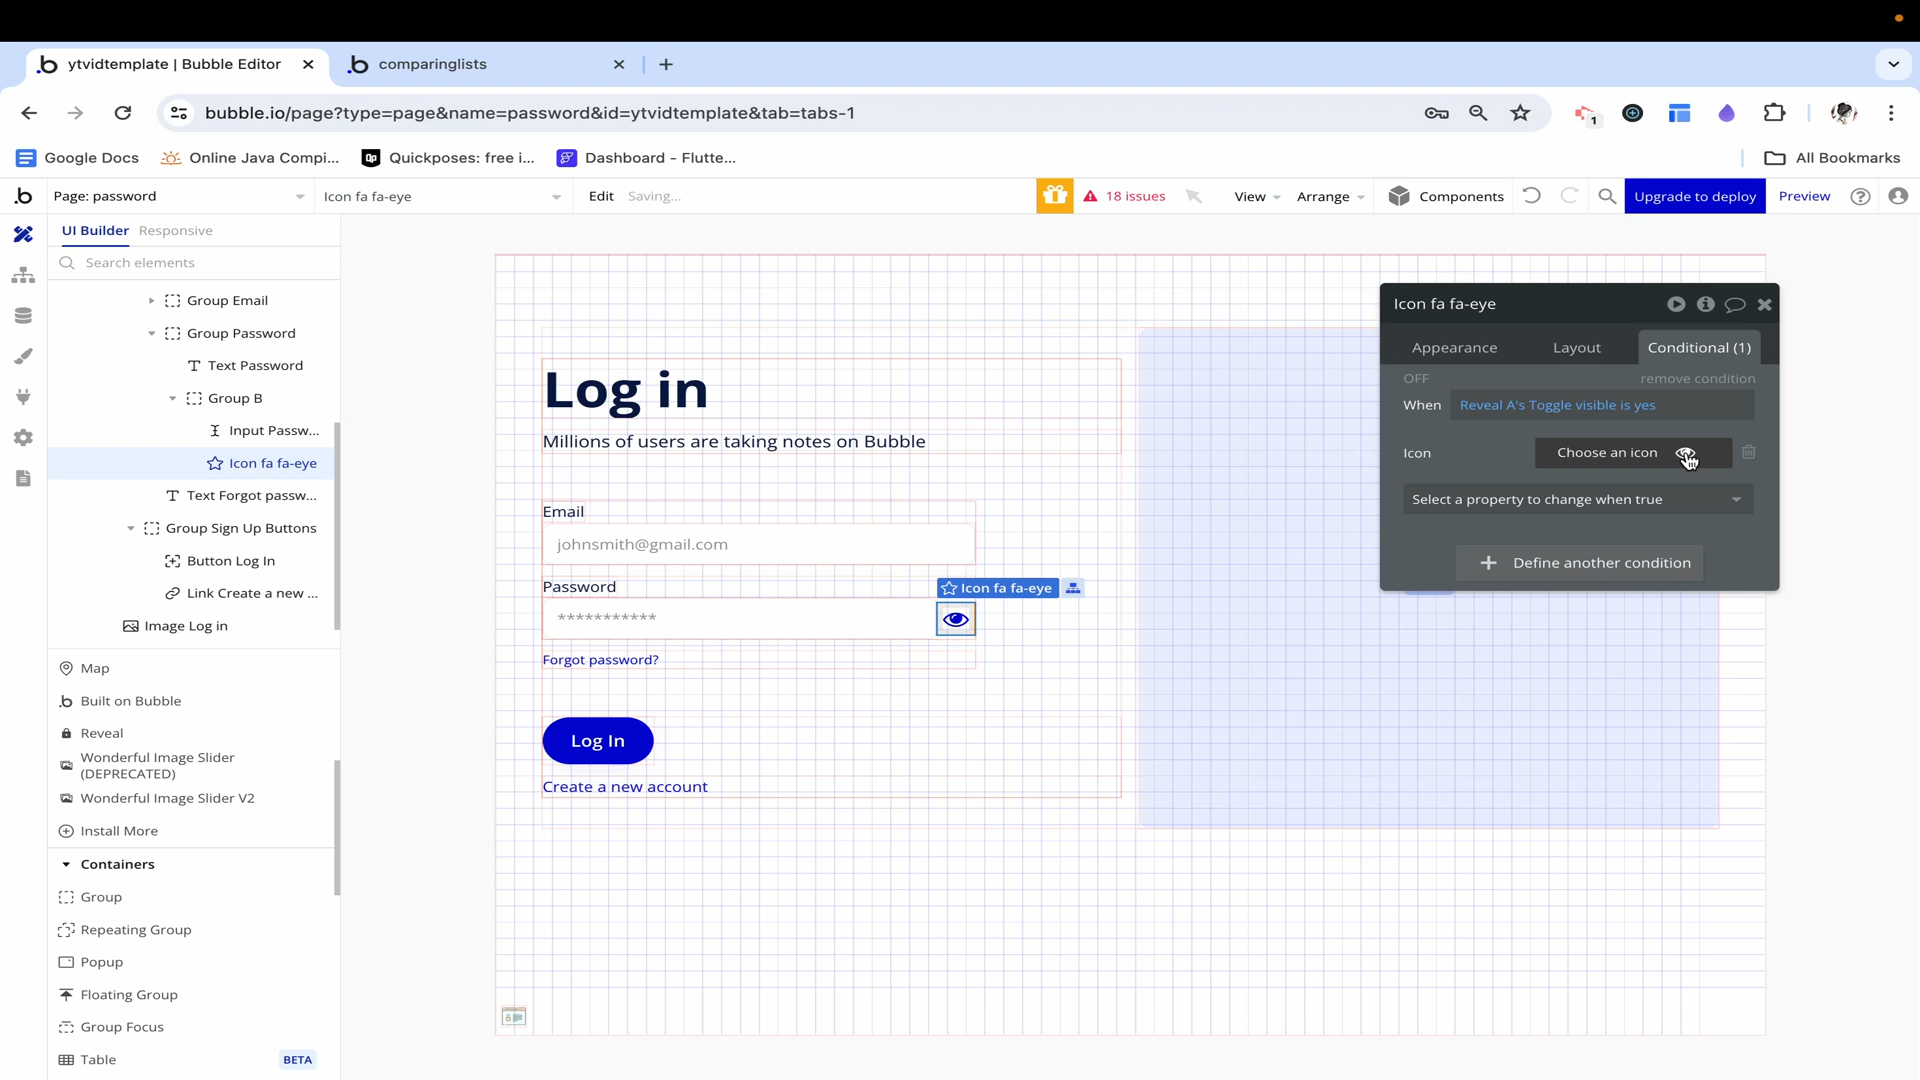 ytvidtemplate | Bubble Editor
comparinglists
bubble.io/page?type=page&name=password&id=ytvidtemplate&tab=tabs-1
1
Google Docs
Online Java Compi...
Quickposes: free i...
Dashboard - Flutte...
All Bookmarks
Page: password
Icon fa fa-eye
Edit
Saving...
18 issues
View
Arrange
Components
Upgrade to deploy
Preview
UI Builder
Responsive
Search elements
Group Email
Group Password
Text Password
Group B
Input Passw...
Icon fa fa-eye
Text Forgot passw...
Group Sign Up Buttons
Button Log In
Link Create a new ...
Image Log in
Map
Built on Bubble
Reveal
Wonderful Image Slider
(DEPRECATED)
Wonderful Image Slider V2
Install More
Containers
Group
Repeating Group
Popup
Floating Group
Group Focus
Table
BETA
Log in
Millions of users are taking notes on Bubble
Email
johnsmith@gmail.com
Password
Icon fa fa-eye
***********
Forgot password?
Log In
Create a new account
Icon fa fa-eye
Appearance
Layout
Conditional (1)
OFF
remove condition
When
Reveal A's Toggle visible is yes
Icon
Choose an icon
Select a property to change when true
Define another condition